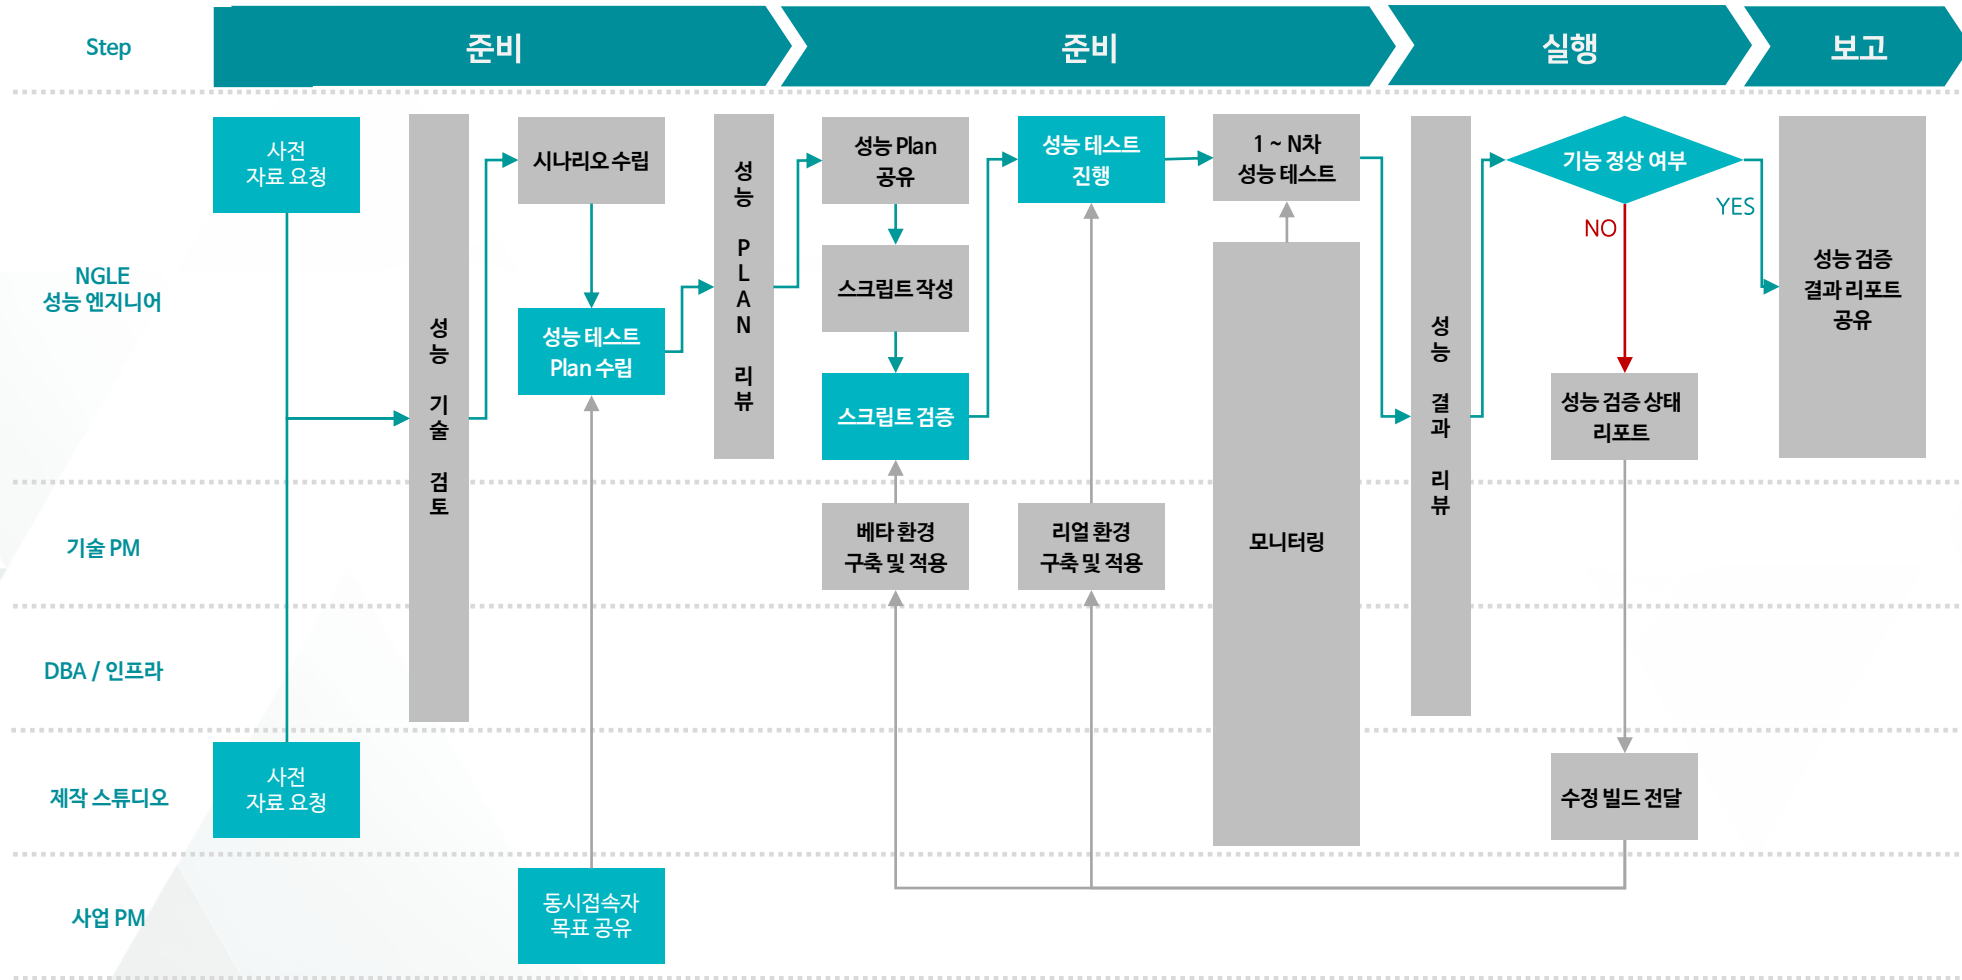 Step
준비
준비
실행
보고
NGLE
성능 엔지니어
기술 PM
DBA / 인프라
제작 스튜디오
사업 PM
사전
자료 요청
사전
자료 요청
성능 기술 검토
시나리오 수립
성능 테스트
Plan 수립
동시접속자
목표 공유
성능 PLAN 리뷰
성능 Plan
공유
스크립트 작성
스크립트 검증
베타 환경
구축 및 적용
성능 테스트
진행
리얼 환경
구축 및 적용
1 ~ N차
성능 테스트
모니터링
성능 결과 리뷰
기능 정상 여부
NO
YES
성능 검증 상태
리포트
수정 빌드 전달
성능 검증
결과 리포트
공유